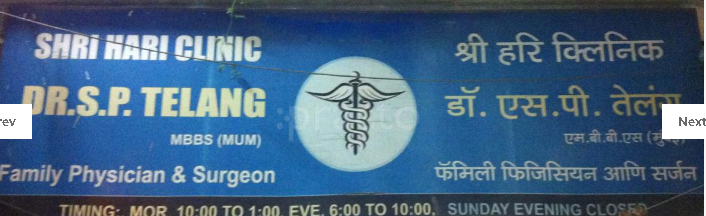 SHRI HARI CLINIC
DR.S.P. TELANG
MBBS (MUM)
Family Physician & Surgeon
श्री हरि क्लिनिक
डॉ. एस.पी. तेलंग
एम.बी.बी.एस
फॅमिली फिजिसियन आणि सर्जन
TIMING: MOR 10:00 TO 1:00, EVE. 6:00 TO 10:00, SUNDAY EVENING CLOSED
Next